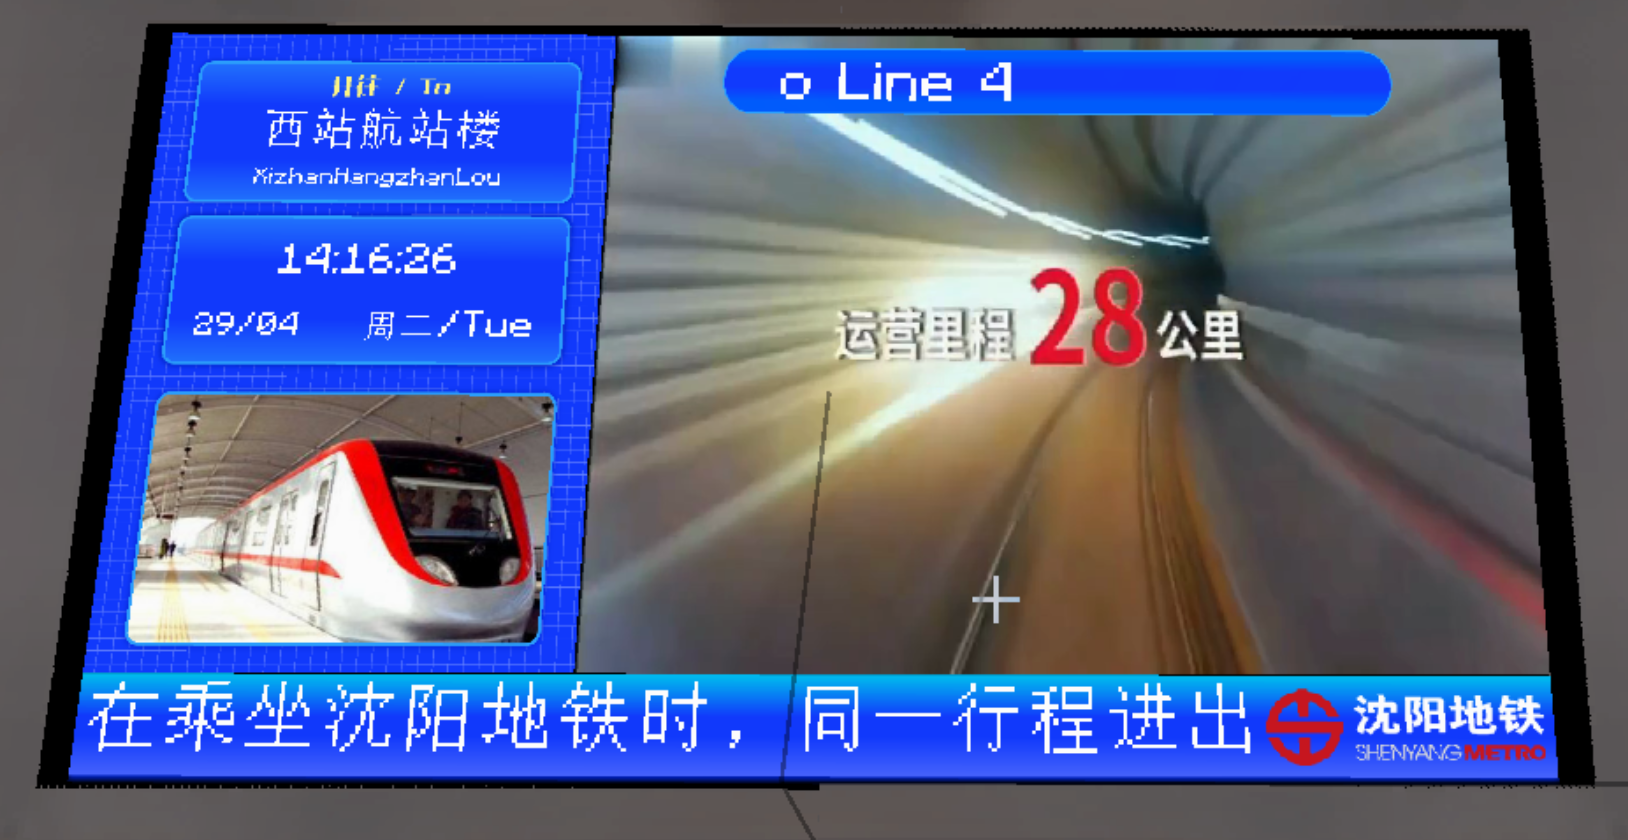 开往 / To
西站航站楼
XizhanHangzhanLou
14:16:26
29/04 周二/Tue
o Line 4
运营里程28公里
在乘坐沈阳地铁时，同一行程进出
沈阳地铁
SHENYANG METRO